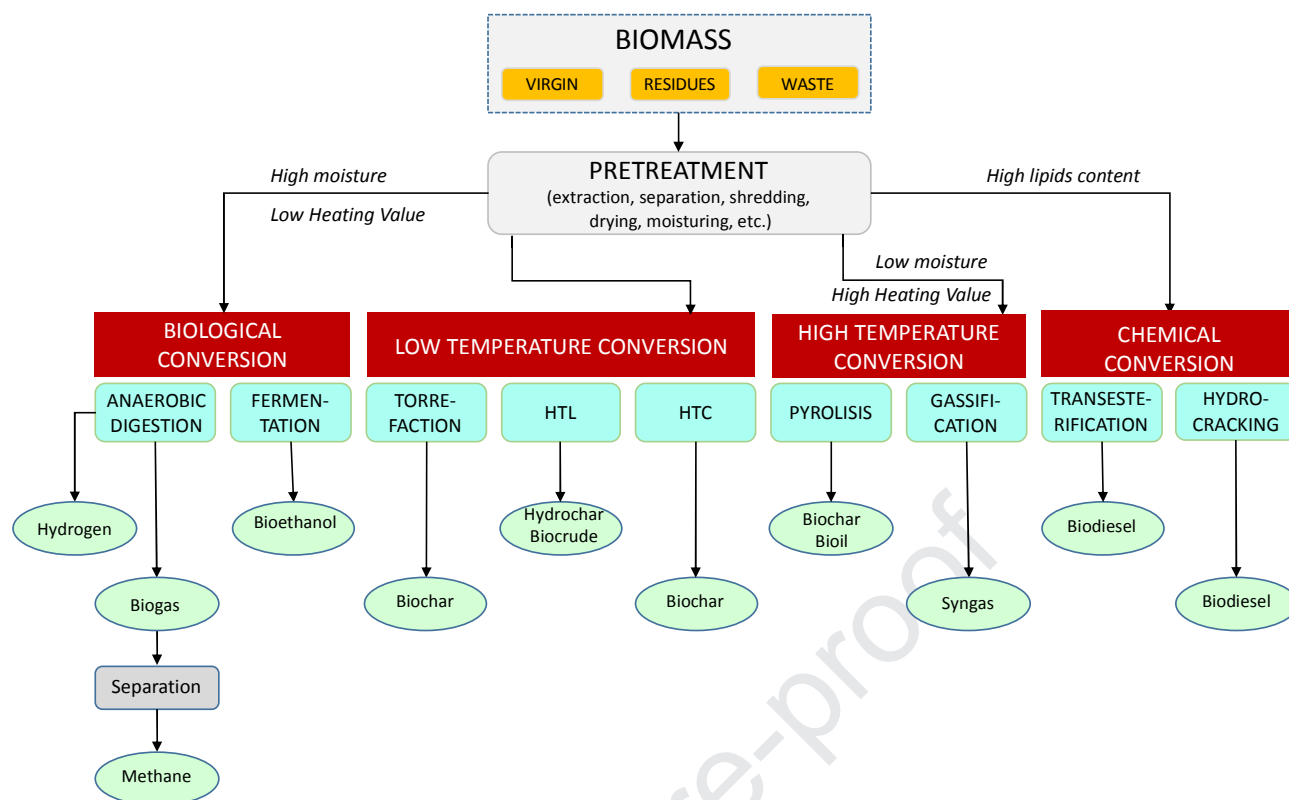 BIOMASS
VIRGIN
RESIDUES
WASTE
PRETREATMENT
(extraction, separation, shredding,
drying, moisturing, etc.)
High moisture
Low Heating Value
High lipids content
Low moisture
High Heating Value
BIOLOGICAL
CONVERSION
LOW TEMPERATURE CONVERSION
HIGH TEMPERATURE
CONVERSION
CHEMICAL
CONVERSION
ANAEROBIC
DIGESTION
FERMEN-
TATION
TORRE-
FACTION
HTL
HTC
PYROLISIS
GASSIFI-
CATION
TRANSESTE-
RIFICATION
HYDRO-
CRACKING
Hydrogen
Bioethanol
Hydrochar
Biocrude
Biochar
Bioil
Biodiesel
Biogas
Biochar
Biochar
Syngas
Biodiesel
Separation
Methane
re-proof